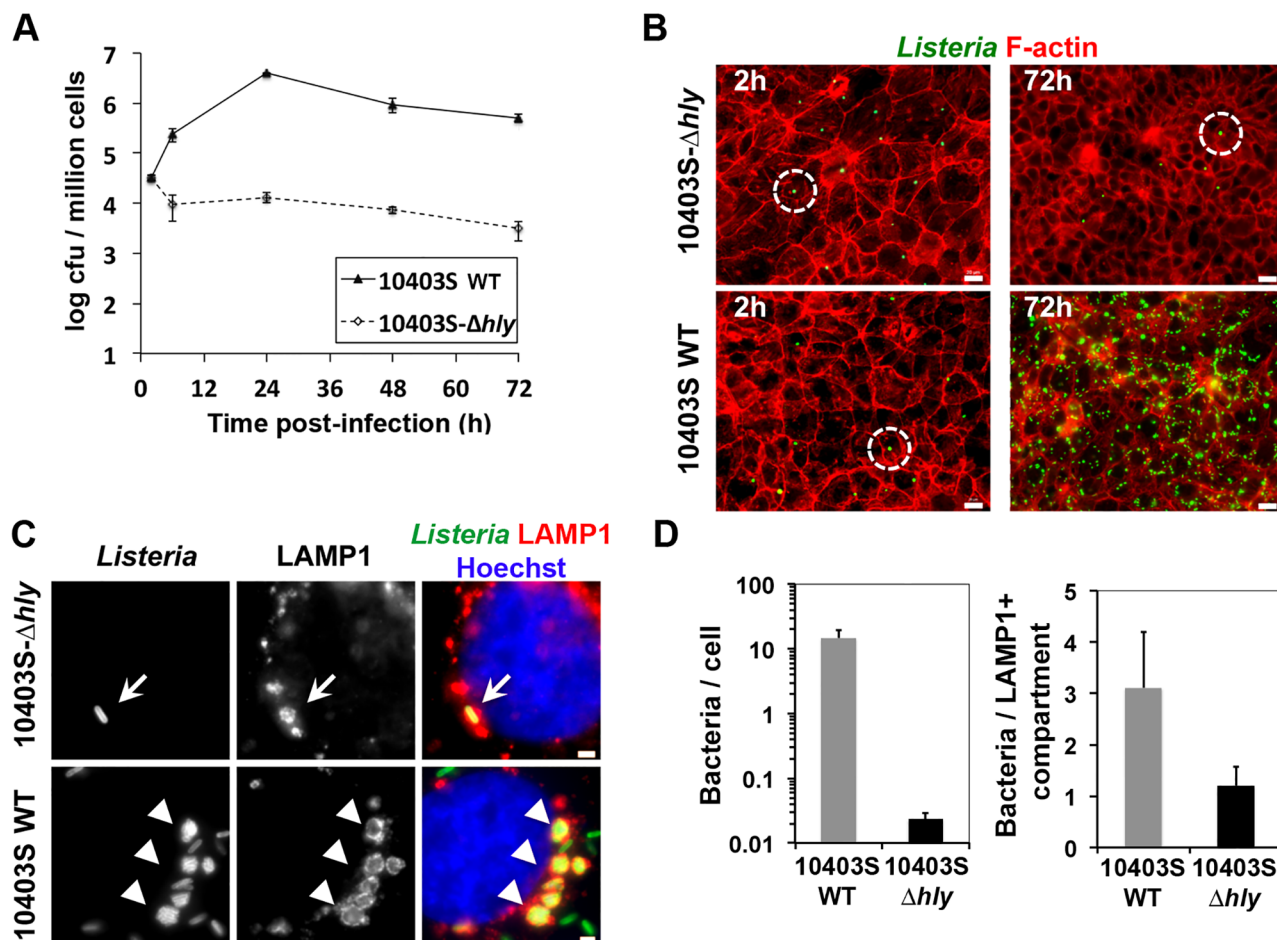 A
log cfu / million cells
7
6
5
4
3
2
1
0 12 24 36 48 60 72
Time post-infection (h)
10403S WT
10403S-Δhly
B
Listeria F-actin
10403S-Δhly
2h
72h
10403S WT
2h
72h
C
Listeria
LAMP1
Listeria LAMP1
Hoechst
10403S-Δhly
10403S WT
D
Bacteria / cell
100
10
1
0.1
0.01
10403S 10403S
WT Δhly
Bacteria / LAMP1+
compartment
5
4
3
2
1
0
10403S 10403S
WT Δhly